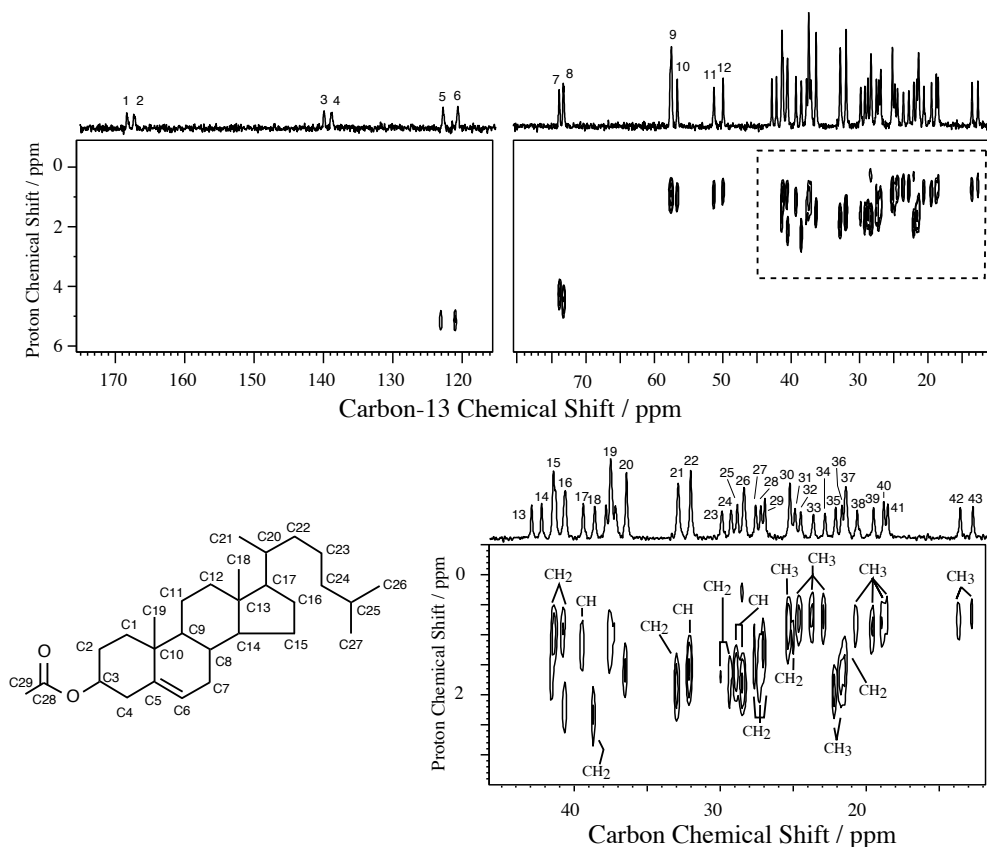 1 2 3 4 5 6
7 8 9 10 11 12
Proton Chemical Shift / ppm
0
2
4
6
170 160 150 140 130 120
70 60 50 40 30 20
Carbon-13 Chemical Shift / ppm
13 14 15 16 17 18 19 20 21 22 23 24 25 26 27 28 29 30 31 32 33 34 35 36 37 38 39 40 41 42 43
Proton Chemical Shift / ppm
0
2
CH2 CH CH CH2 CH CH3 CH3 CH3 CH3
CH2
CH2 CH2 CH2
CH3
40 30 20
Carbon Chemical Shift / ppm
C22
C21 C20
C23
C18
C12 C17 C24 C26
C11
C16
C19 C13 C25
C1
C9 C14 C27
C2 C15
O C10 C8
C3
C29 C7
C28 O C5
C4 C6